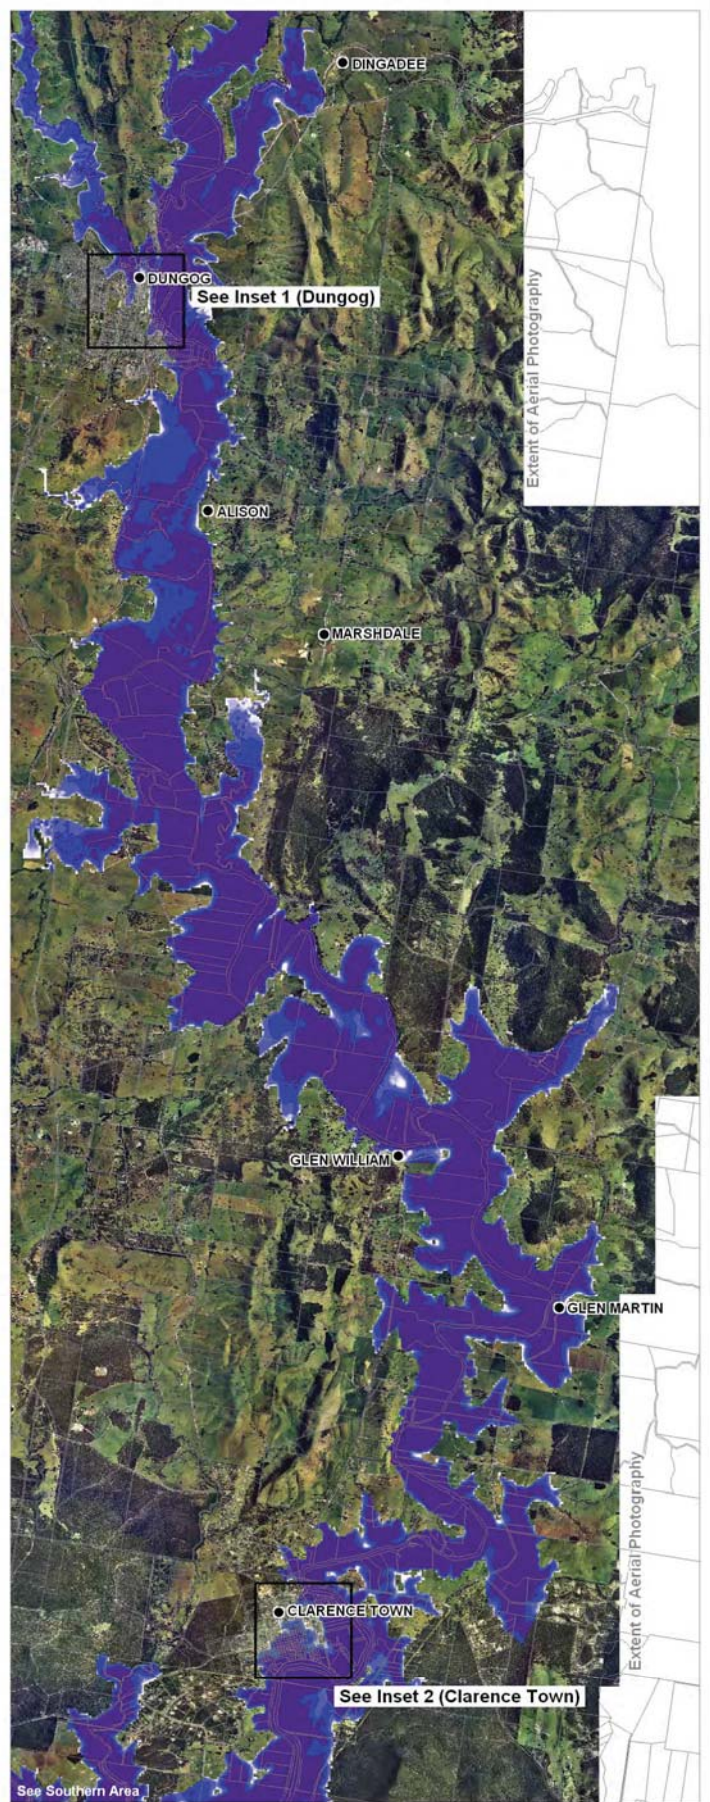 DINGADEE
DUNGOG
See Inset 1 (Dungog)
Extent of Aerial Photography
ALISON
MARSHDALE
GLEN WILLIAM
GLEN MARTIN
Extent of Aerial Photography
CLARENCE TOWN
See Inset 2 (Clarence Town)
See Southern Area